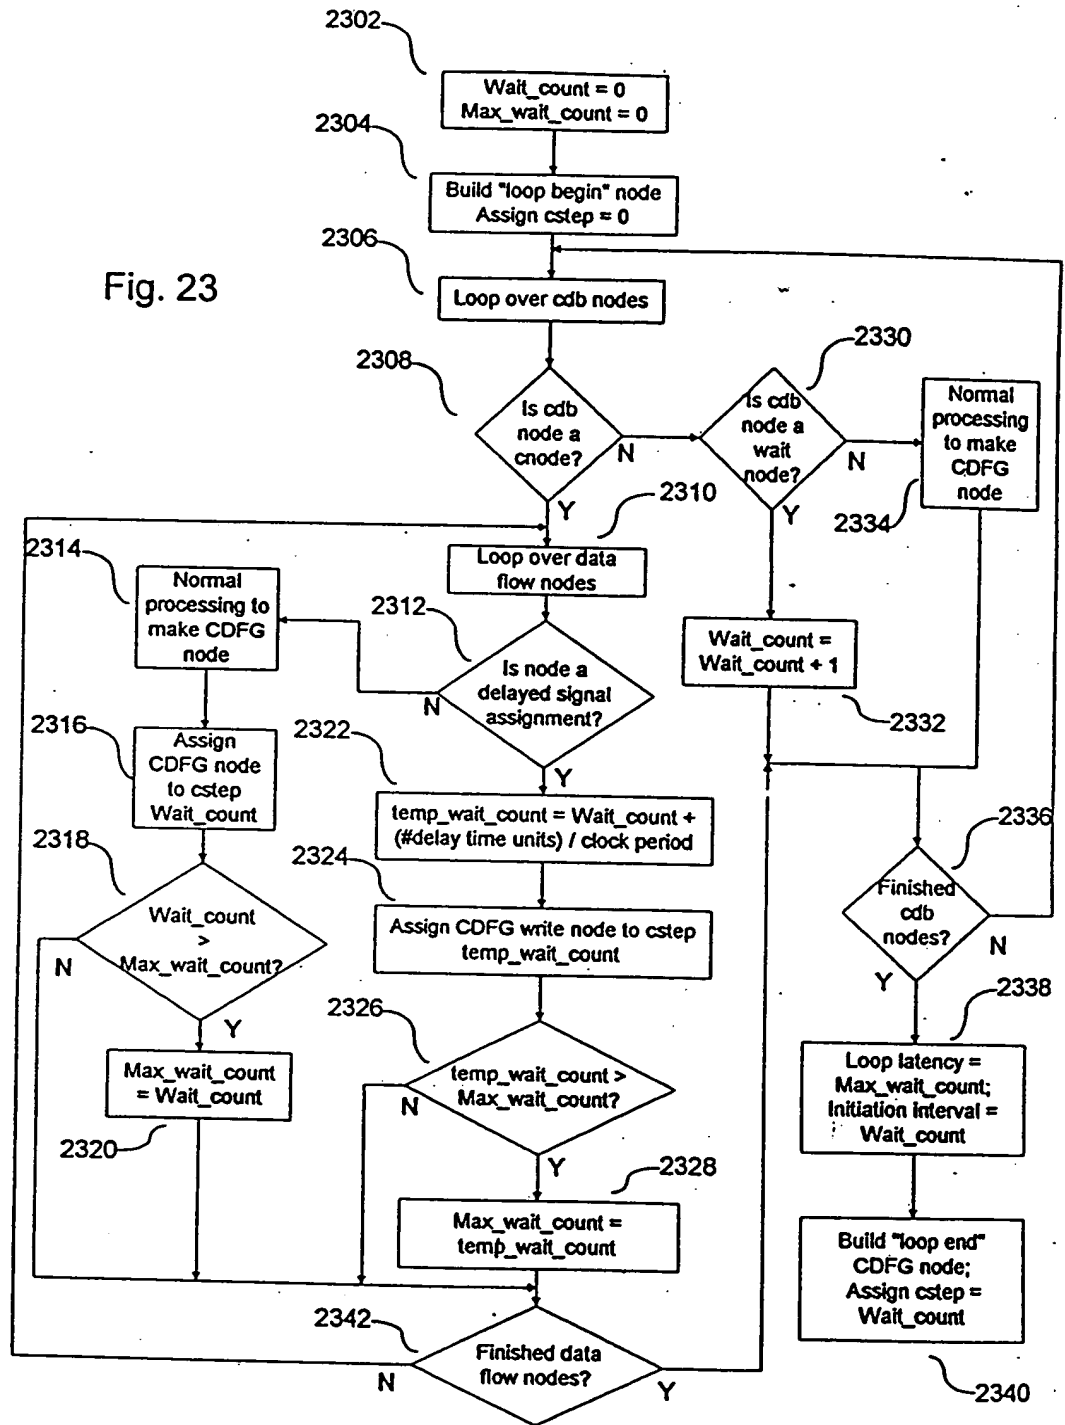 2302
Wait_count = 0
Max_wait_count = 0
2304
Build "loop begin" node
Assign cstep = 0
2306
Fig. 23
Loop over cdb nodes
2308
2330
Is cdb
node a
cnode?
N
Y
Is cdb
node a
wait
node?
N
Y
Normal
processing
to make
CDFG
node
2334
2310
Loop over data
flow nodes
2314
Normal
processing to
make CDFG
node
2312
Is node a
delayed signal
assignment?
N
Y
Wait_count =
Wait_count + 1
2332
2316
Assign
CDFG node
to cstep
Wait_count
2322
temp_wait_count = Wait_count +
(#delay time units) / clock period
2318
Wait_count
>
Max_wait_count?
N
Y
2324
Assign CDFG write node to cstep
temp_wait_count
2336
Finished
cdb
nodes?
N
Y
2326
temp_wait_count >
Max_wait_count?
N
Y
2338
Loop latency =
Max_wait_count;
Initiation interval =
Wait_count
Max_wait_count
= Wait_count
2320
2328
Max_wait_count =
temp_wait_count
Build "loop end"
CDFG node;
Assign cstep =
Wait_count
2340
2342
Finished data
flow nodes?
N
Y